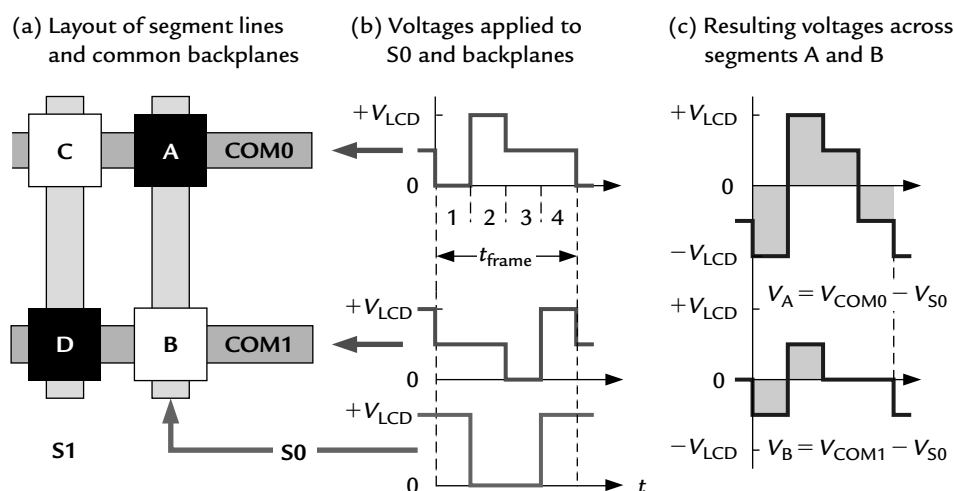 (a) Layout of segment lines
and common backplanes
C
A
COM0
D
B
COM1
S1
S0
(b) Voltages applied to
S0 and backplanes
+VLCD
0
1 2 3 4
tframe
+VLCD
0
+VLCD
0
t
(c) Resulting voltages across
segments A and B
+VLCD
0
−VLCD
VA = VCOM0 − VS0
+VLCD
0
−VLCD
VB = VCOM1 − VS0